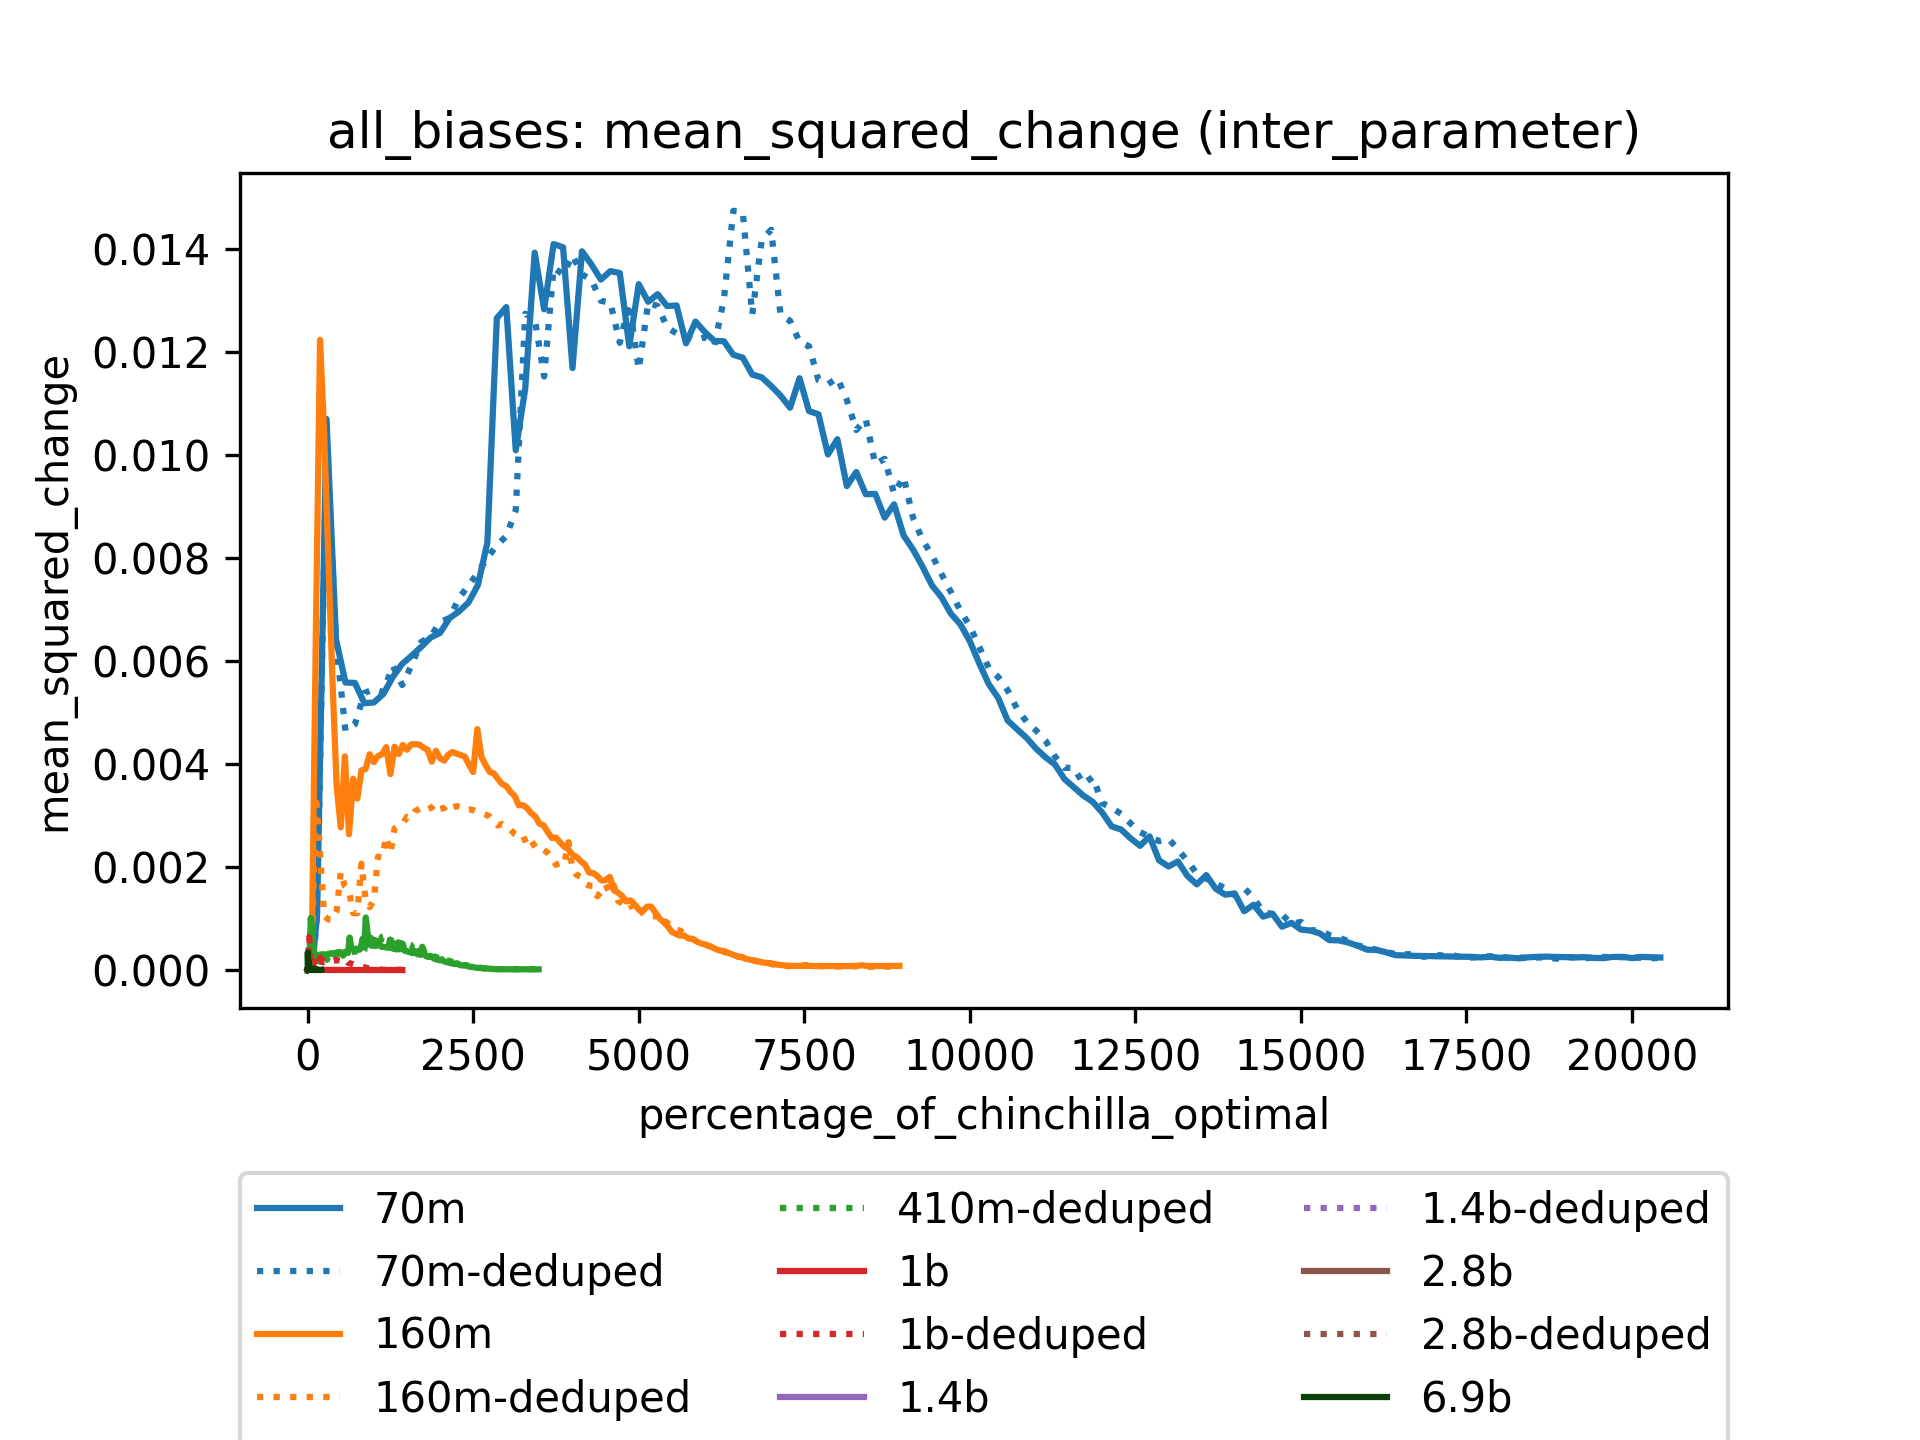 all_biases: mean_squared_change (inter_parameter)
mean_squared_change
0.014
0.012
0.010
0.008
0.006
0.004
0.002
0.000
0 2500 5000 7500 10000 12500 15000 17500 20000
percentage_of_chinchilla_optimal
70m 410m-deduped 1.4b-deduped
70m-deduped 1b 2.8b
160m 1b-deduped 2.8b-deduped
160m-deduped 1.4b 6.9b